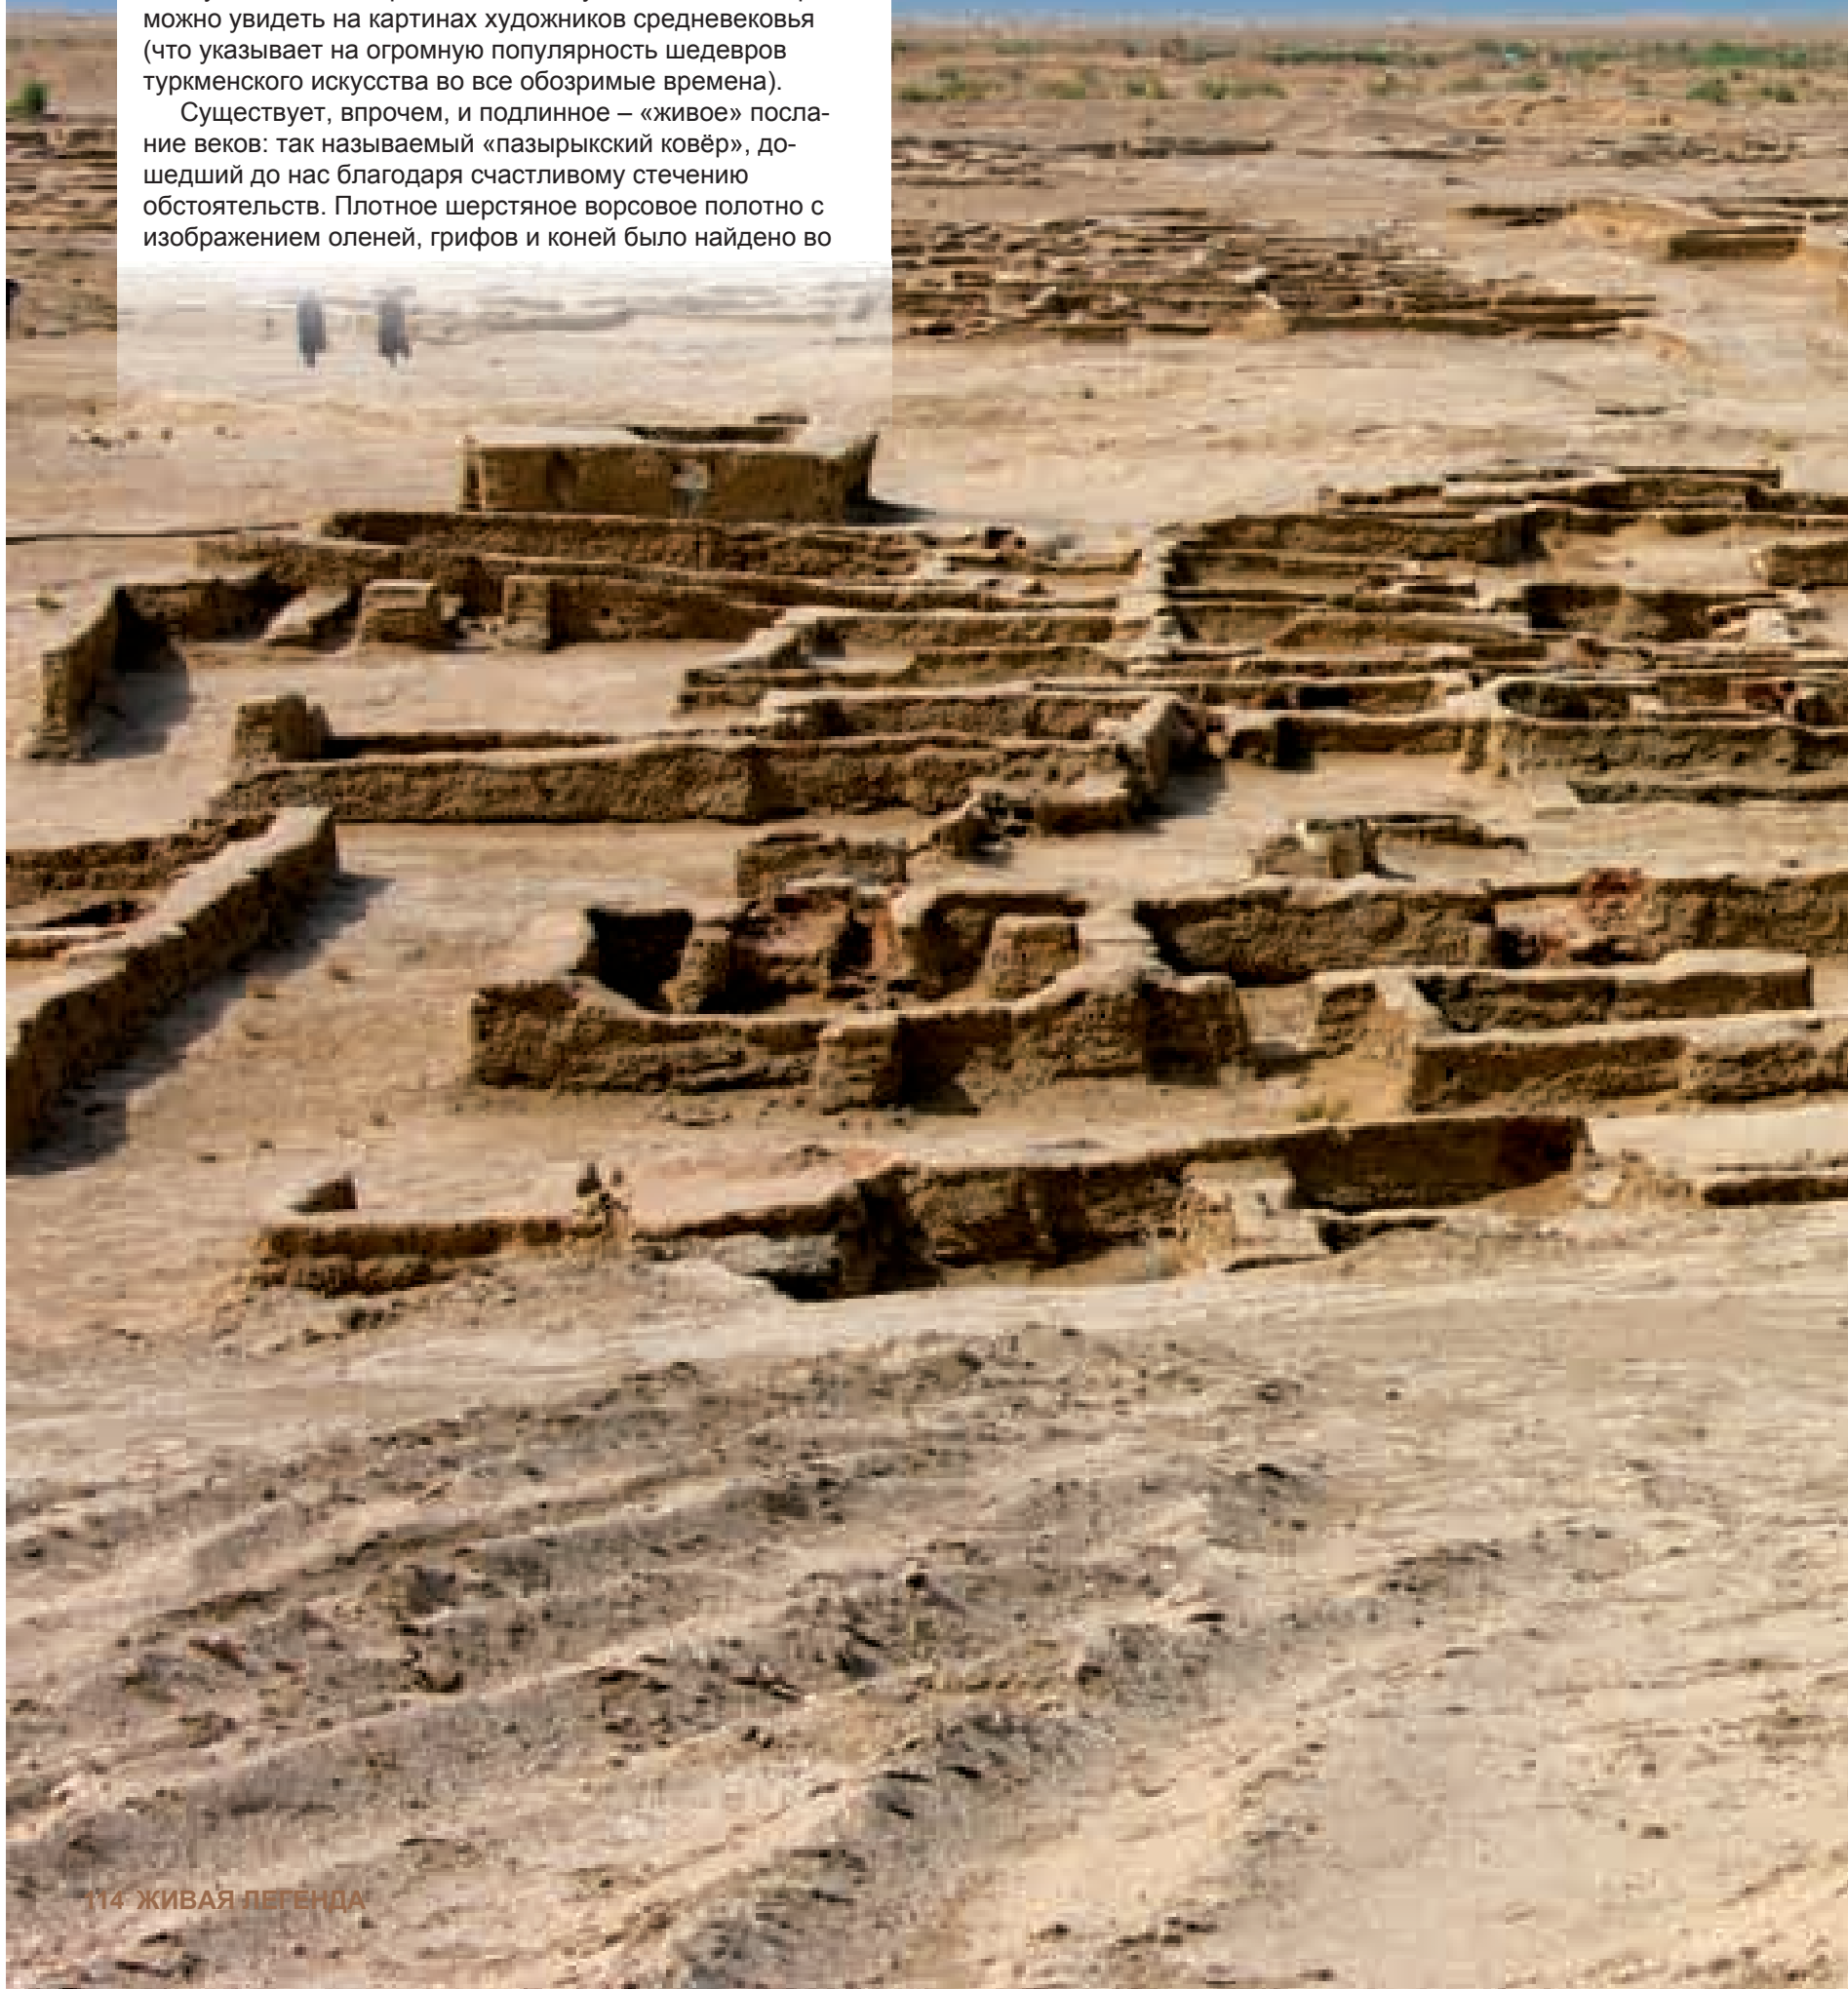 можно увидеть на картинах художников средневековья
(что указывает на огромную популярность шедевров
туркменского искусства во все обозримые времена).
Существует, впрочем, и подлинное – «живое» посла-
ние веков: так называемый «пазырыкский ковёр», до-
шедший до нас благодаря счастливому стечению
обстоятельств. Плотное шерстяное ворсовое полотно с
изображением оленей, грифов и коней было найдено во
114 ЖИВАЯ ЛЕГЕНДА